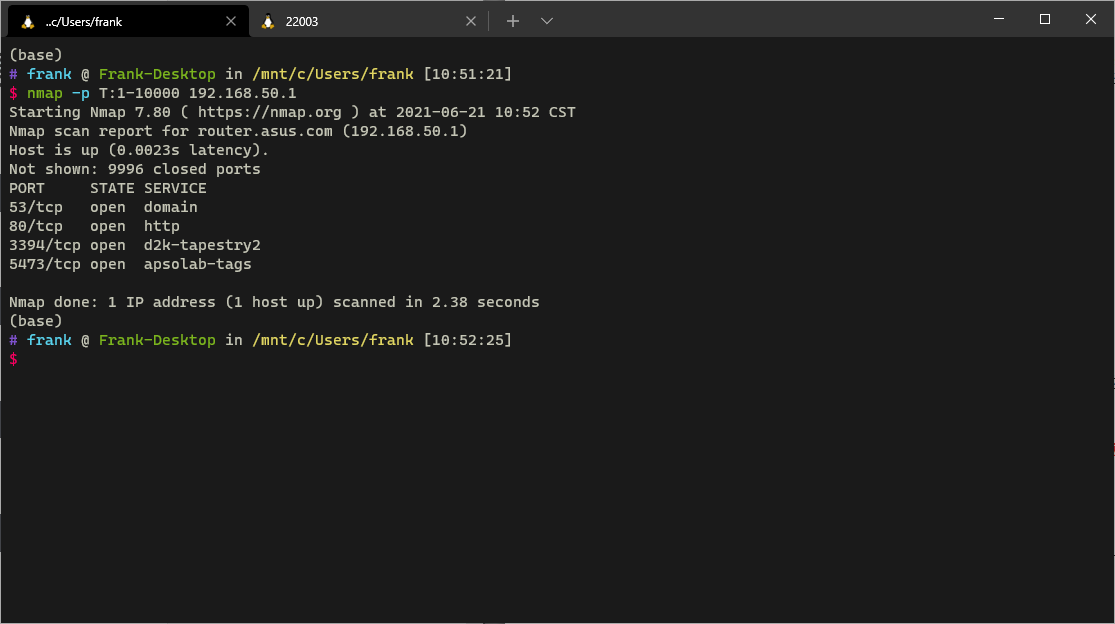 ..c/Users/frank
22003
(base)
# frank @ Frank-Desktop in /mnt/c/Users/frank [10:51:21]
$ nmap -p T:1-10000 192.168.50.1
Starting Nmap 7.80 ( https://nmap.org ) at 2021-06-21 10:52 CST
Nmap scan report for router.asus.com (192.168.50.1)
Host is up (0.0023s latency).
Not shown: 9996 closed ports
PORT     STATE SERVICE
53/tcp   open  domain
80/tcp   open  http
3394/tcp open  d2k-tapestry2
5473/tcp open  apsolab-tags
Nmap done: 1 IP address (1 host up) scanned in 2.38 seconds
(base)
# frank @ Frank-Desktop in /mnt/c/Users/frank [10:52:25]
$